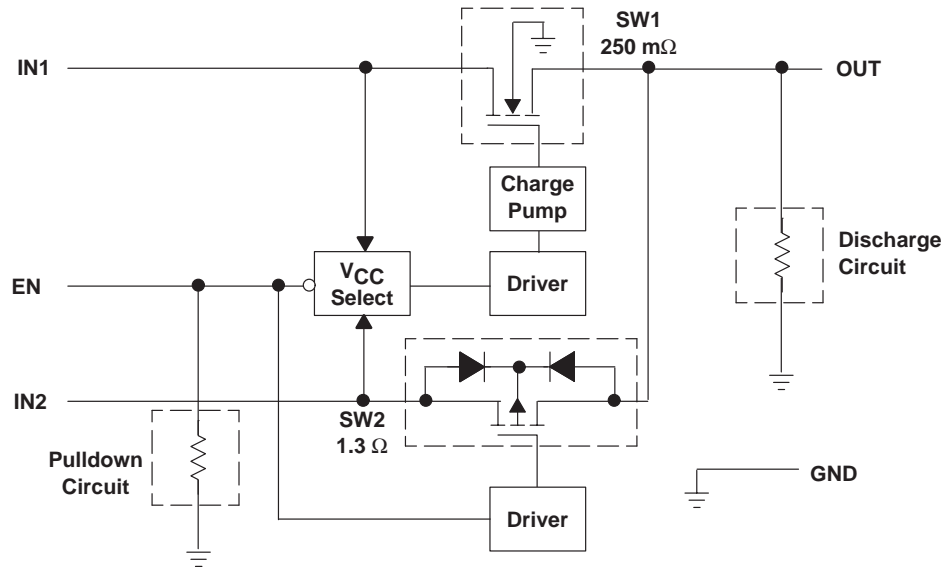 SW1
250 mΩ
IN1
OUT
Charge
Pump
Discharge
Circuit
VCC
Select
EN
Driver
IN2
SW2
1.3 Ω
Pulldown
Circuit
GND
Driver